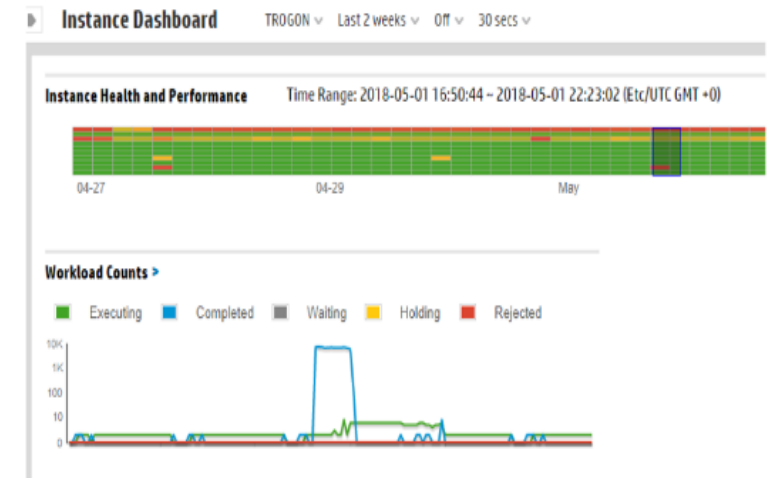 Instance Dashboard TROGON Last 2 weeks Off 30 secs
Instance Health and Performance Time Range: 2018-05-01 16:50:44 ~ 2018-05-01 22:23:02 (Etc/UTC GMT +0)
04-27 04-29 May
Workload Counts >
Executing Completed Waiting Holding Rejected
10K
1K
100
10
0